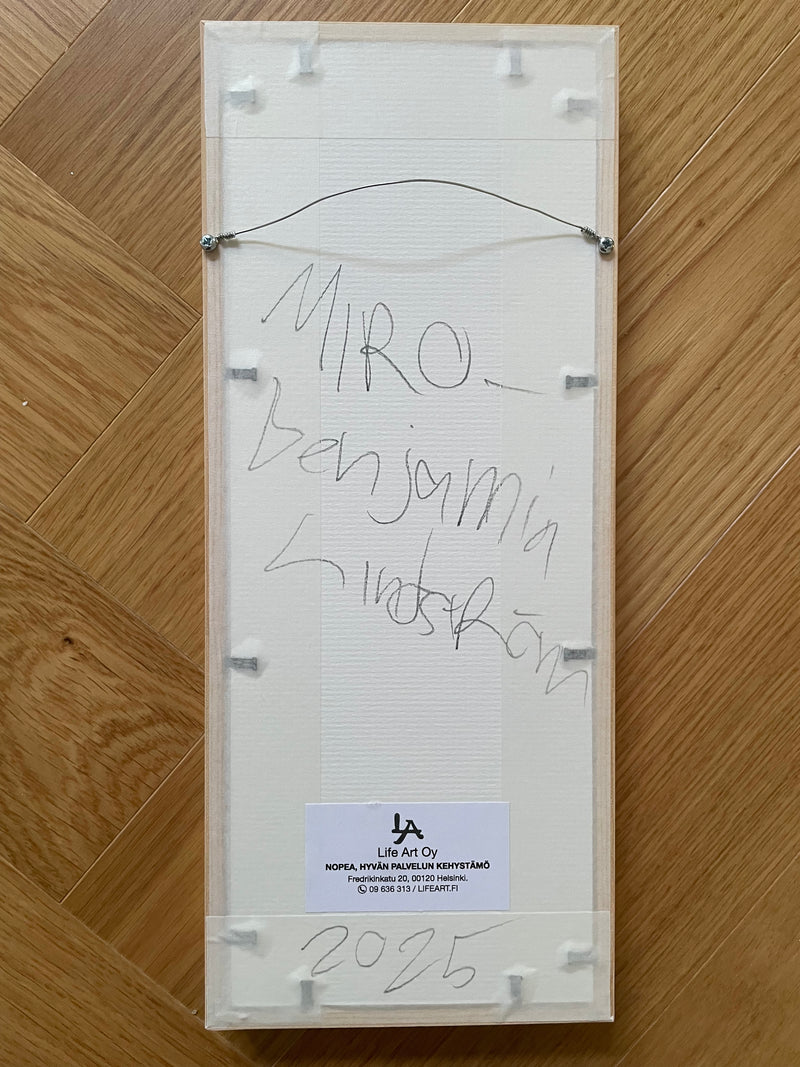 MIRO_
Benjamin
Lindström
LA
Life Art Oy
NOPEA, HYVÄN PALVELUN KEHYSTÄMÖ
Fredrikinkatu 20, 00120 Helsinki.
09 636 313 / LIFEART.FI
2025